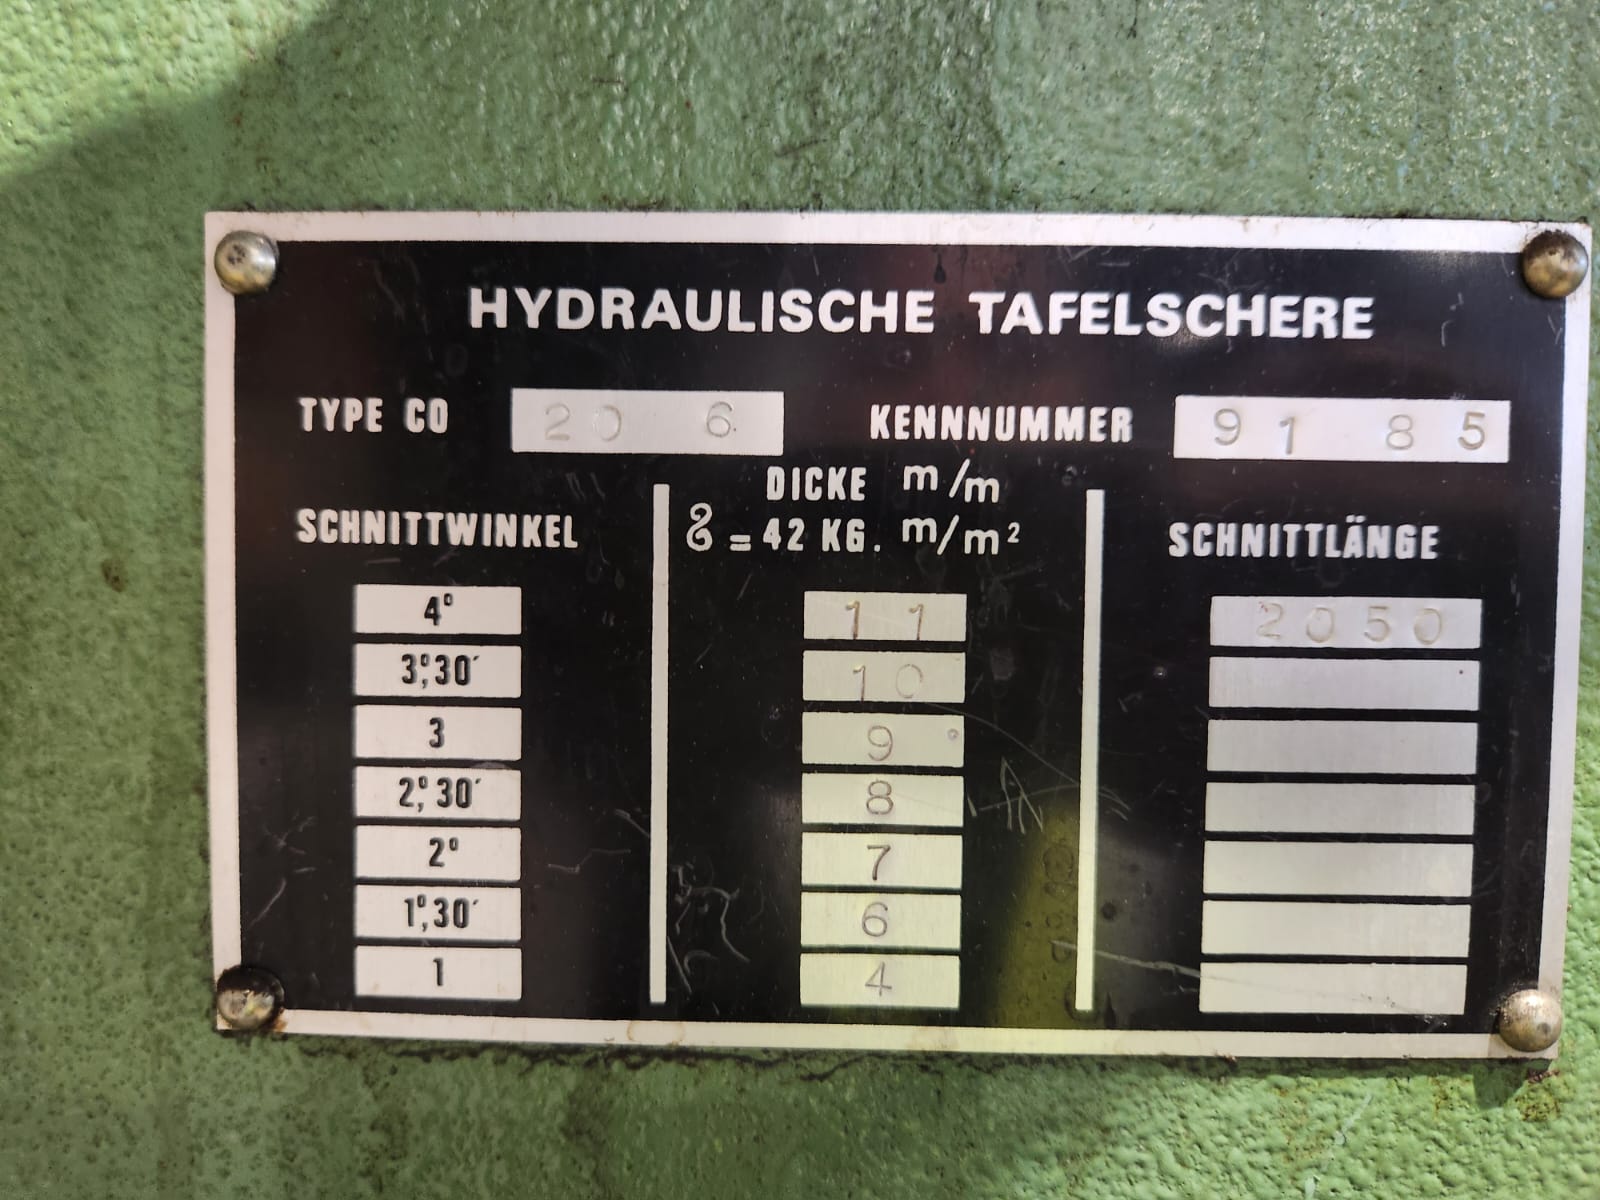 HYDRAULISCHE TAFELSCHERE
TYPE CO 20 6 KENNNUMMER 91 85
SCHNITTWINKEL DICKE m/m SCHNITTLÄNGE
= 42 KG. m/m²
4° 11 2050
3°,30′ 10
3 9
2°,30′ 8
2° 7
1°,30′ 6
1 4